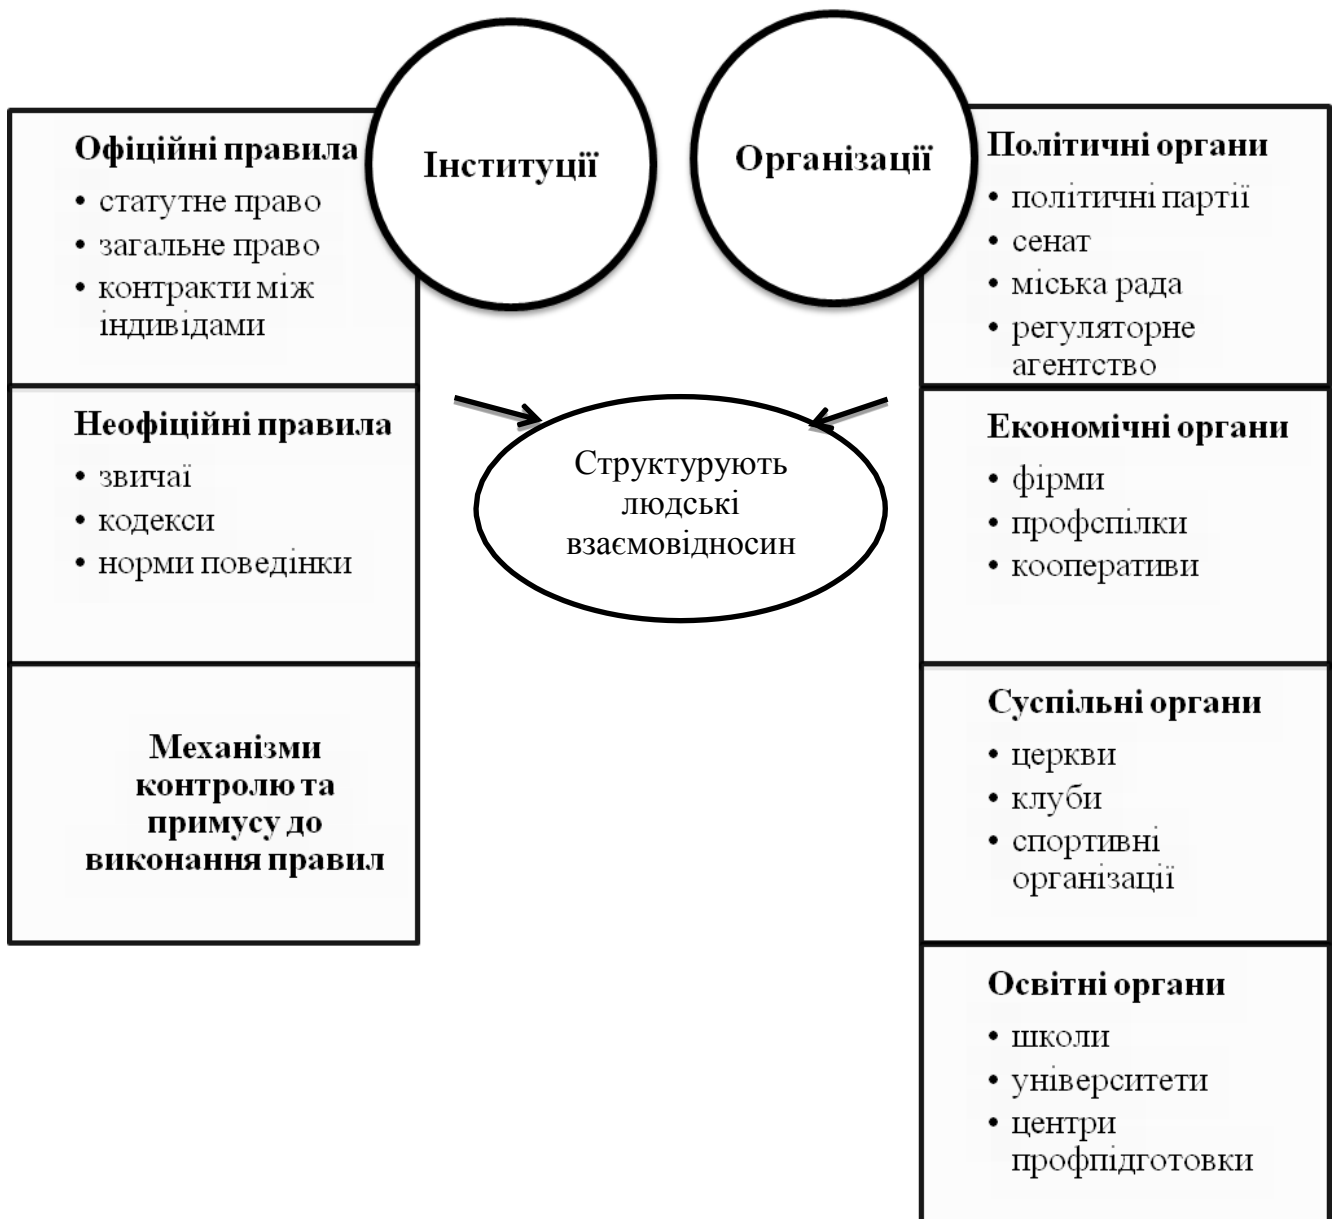 Інституції
Офіційні правила
• статутне право
• загальне право
• контракти між
індивідами
Неофіційні правила
• звичаї
• кодекси
• норми поведінки
Механізми
контролю та
примусу до
виконання правил
Структурують
людські
взаємовідносин
Організації
Політичні органи
• політичні партії
• сенат
• міська рада
• регуляторне
агентство
Економічні органи
• фірми
• профспілки
• кооперативи
Суспільні органи
• церкви
• клуби
• спортивні
організації
Освітні органи
• школи
• університети
• центри
профпідготовки